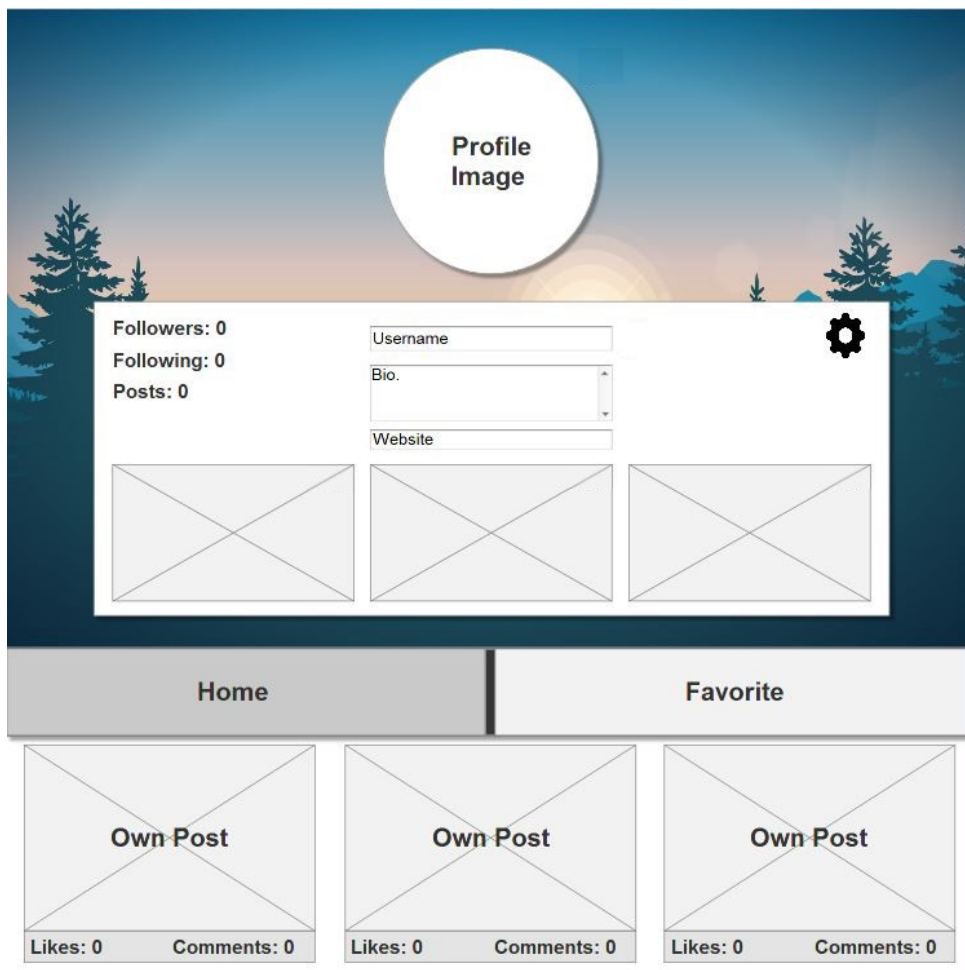 Profile
Image
Followers: 0
Following: 0
Posts: 0
Username
Bio.
Website
Home
Favorite
Own Post
Own Post
Own Post
Likes: 0
Comments: 0
Likes: 0
Comments: 0
Likes: 0
Comments: 0